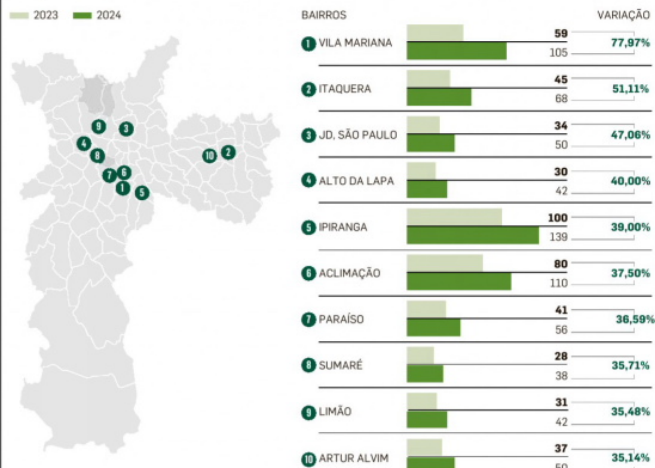 2023 2024
BAIRROS VARIAÇÃO
1 VILA MARIANA 59 105 77,97%
2 ITAQUERA 45 68 51,11%
3 JD. SÃO PAULO 34 50 47,06%
4 ALTO DA LAPA 30 42 40,00%
5 IPIRANGA 100 139 39,00%
6 ACLIMAÇÃO 80 110 37,50%
7 PARAÍSO 41 56 36,59%
8 SUMARÉ 28 38 35,71%
9 LIMÃO 31 42 35,48%
10 ARTUR ALVIM 37 50 35,14%
9 3
4
8
10 2
7 6
1 5